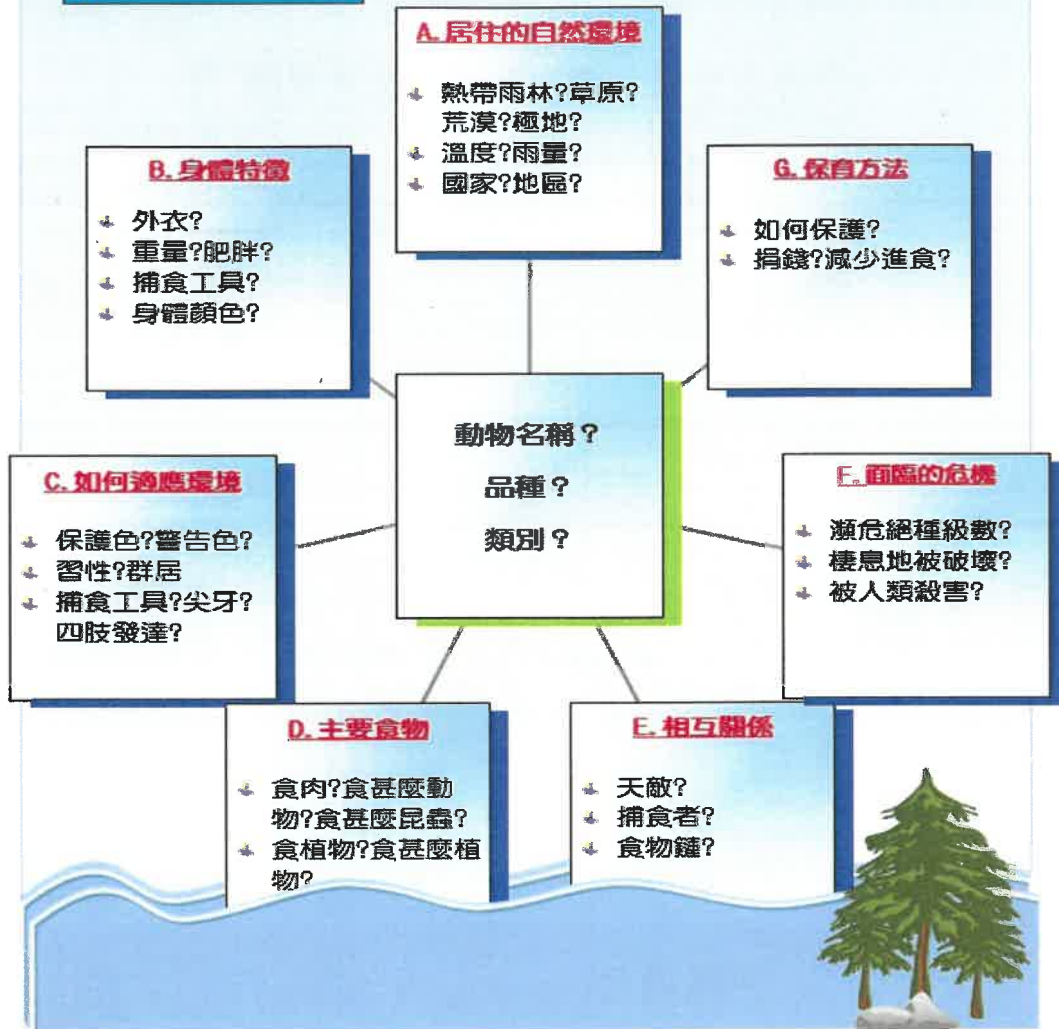 A. 居住的自然環境
熱帶雨林?草原?
荒漠?極地?
溫度?雨量?
國家?地區?
B. 身體特徵
外衣?
重量?肥胖?
捕食工具?
身體顏色?
G. 保育方法
如何保護?
捐錢?減少進食?
動物名稱？
品種？
類別？
C. 如何適應環境
保護色?警告色?
習性?群居
捕食工具?尖牙?
四肢發達?
F. 面臨的危機
瀕危絕種級數?
棲息地被破壞?
被人類殺害?
D. 主要食物
食肉?食甚麼動
物?食甚麼昆蟲?
食植物?食甚麼植
物?
E. 相互關係
天敵?
捕食者?
食物鏈?